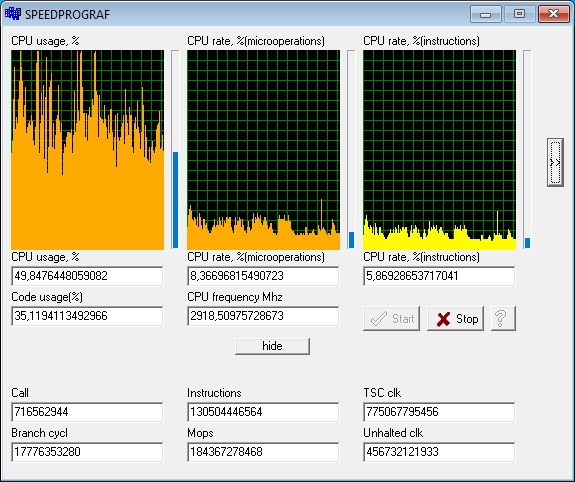 SPEEDPROGRAF
CPU usage, % CPU rate, %(microoperations) CPU rate, %(instructions)
>>
CPU usage, % CPU rate, %(microoperations) CPU rate, %(instructions)
49,8476448059082 8,36696815490723 5,86928653717041
Code usage(%) CPU frequency Mhz
35,1194113492966 2918,50975728673 Start Stop ?
hide
Call Instructions TSC clk
716562944 130504446564 775067795456
Branch cycl Mops Unhalted clk
17776353280 184367278468 456732121933